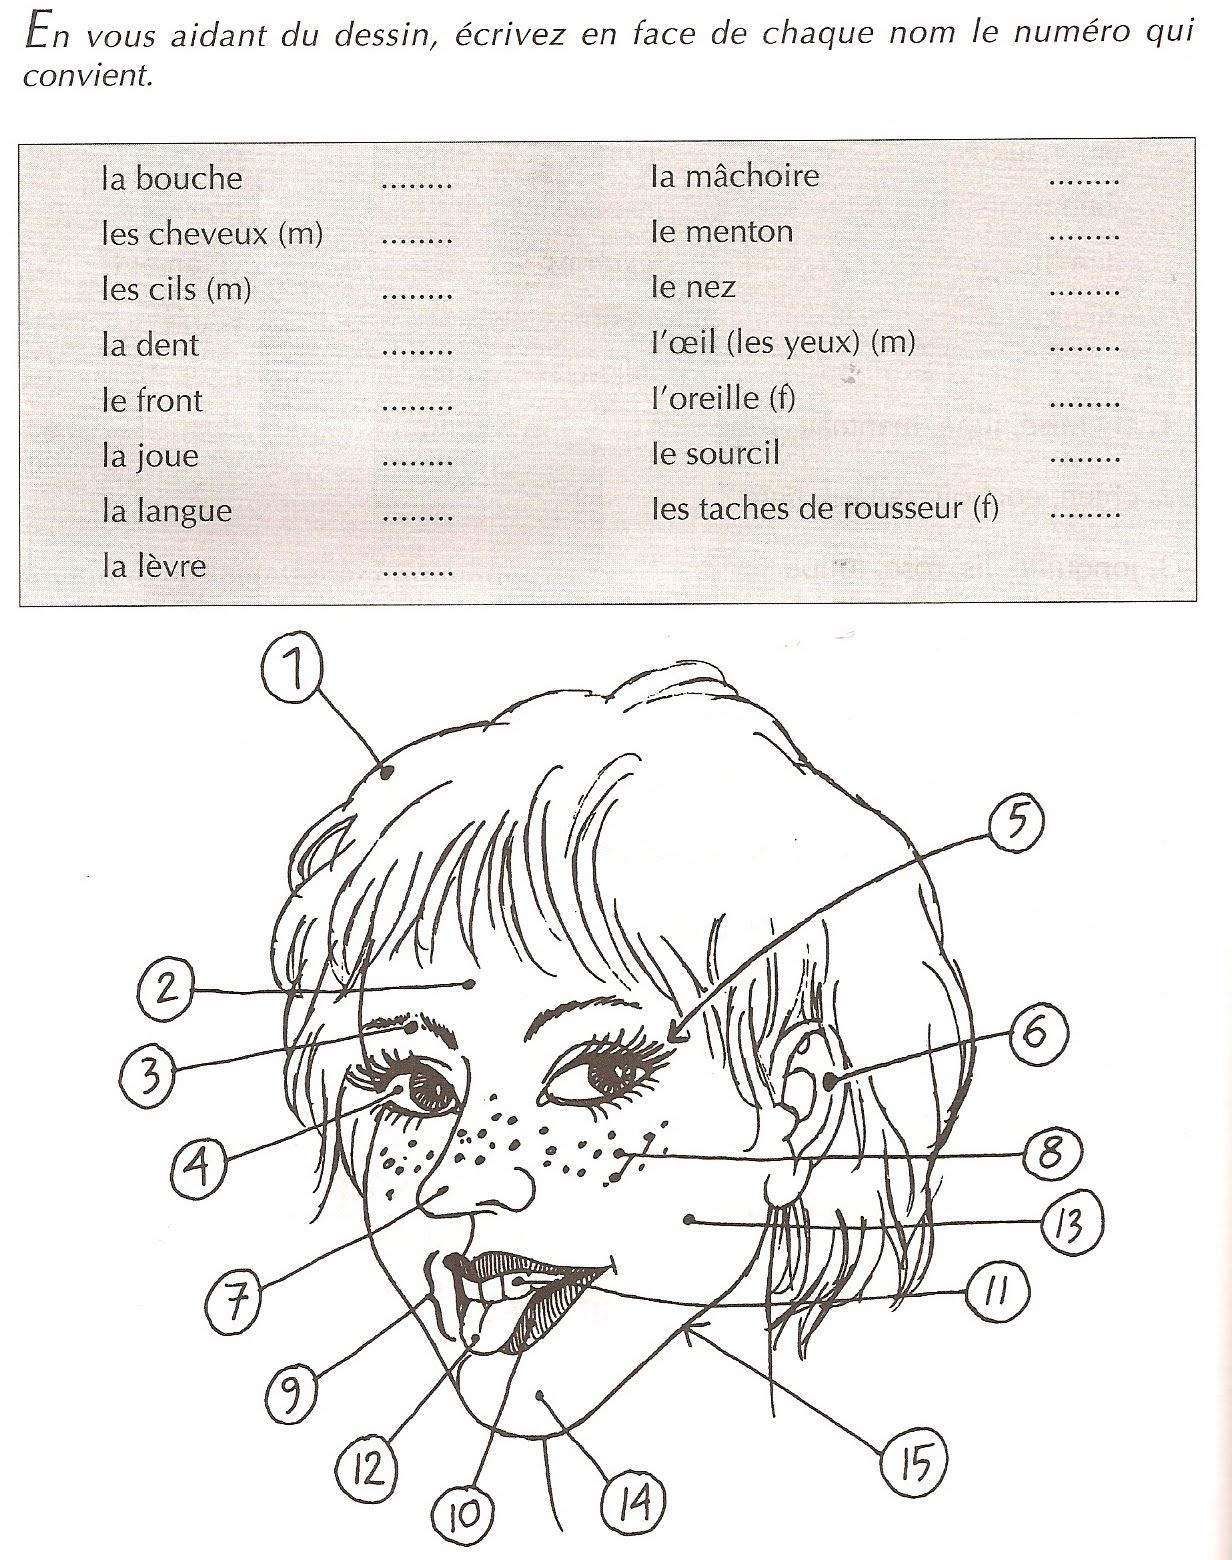 En vous aidant du dessin, écrivez en face de chaque nom le numéro qui
convient.
la bouche ........
les cheveux (m) ........
les cils (m) ........
la dent ........
le front ........
la joue ........
la langue ........
la lèvre ........
la mâchoire ........
le menton ........
le nez ........
l'œil (les yeux) (m) ........
l'oreille (f) ........
le sourcil ........
les taches de rousseur (f) ........
1
5
2
6
3
8
4
13
7
11
9
12
15
10
14